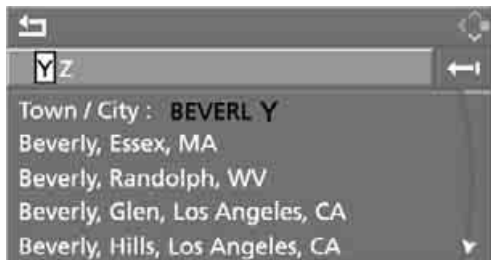 Y Z
Town / City : BEVERL Y
Beverly, Essex, MA
Beverly, Randolph, WV
Beverly, Glen, Los Angeles, CA
Beverly, Hills, Los Angeles, CA